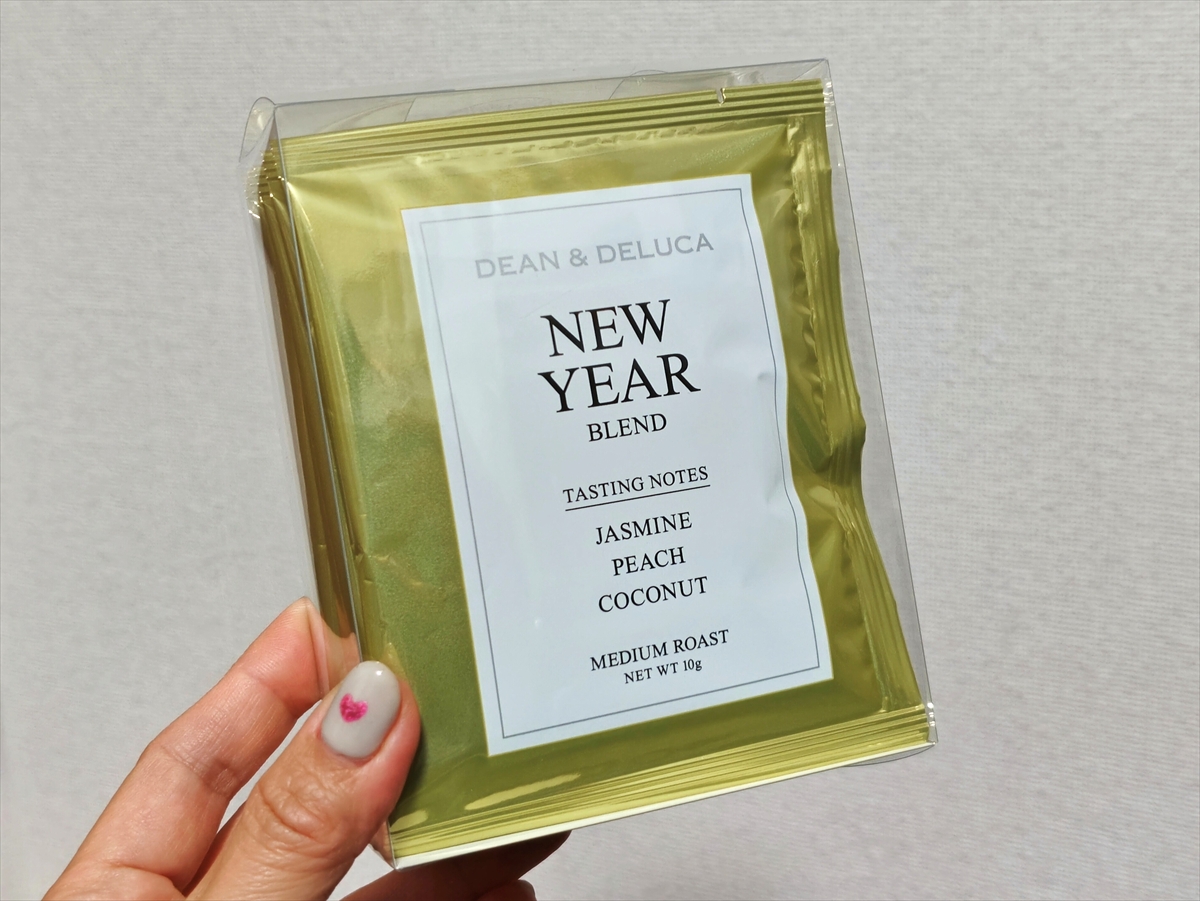 DEAN & DELUCA
NEW
YEAR
BLEND
TASTING NOTES
JASMINE
PEACH
COCONUT
MEDIUM ROAST
NET WT 10g